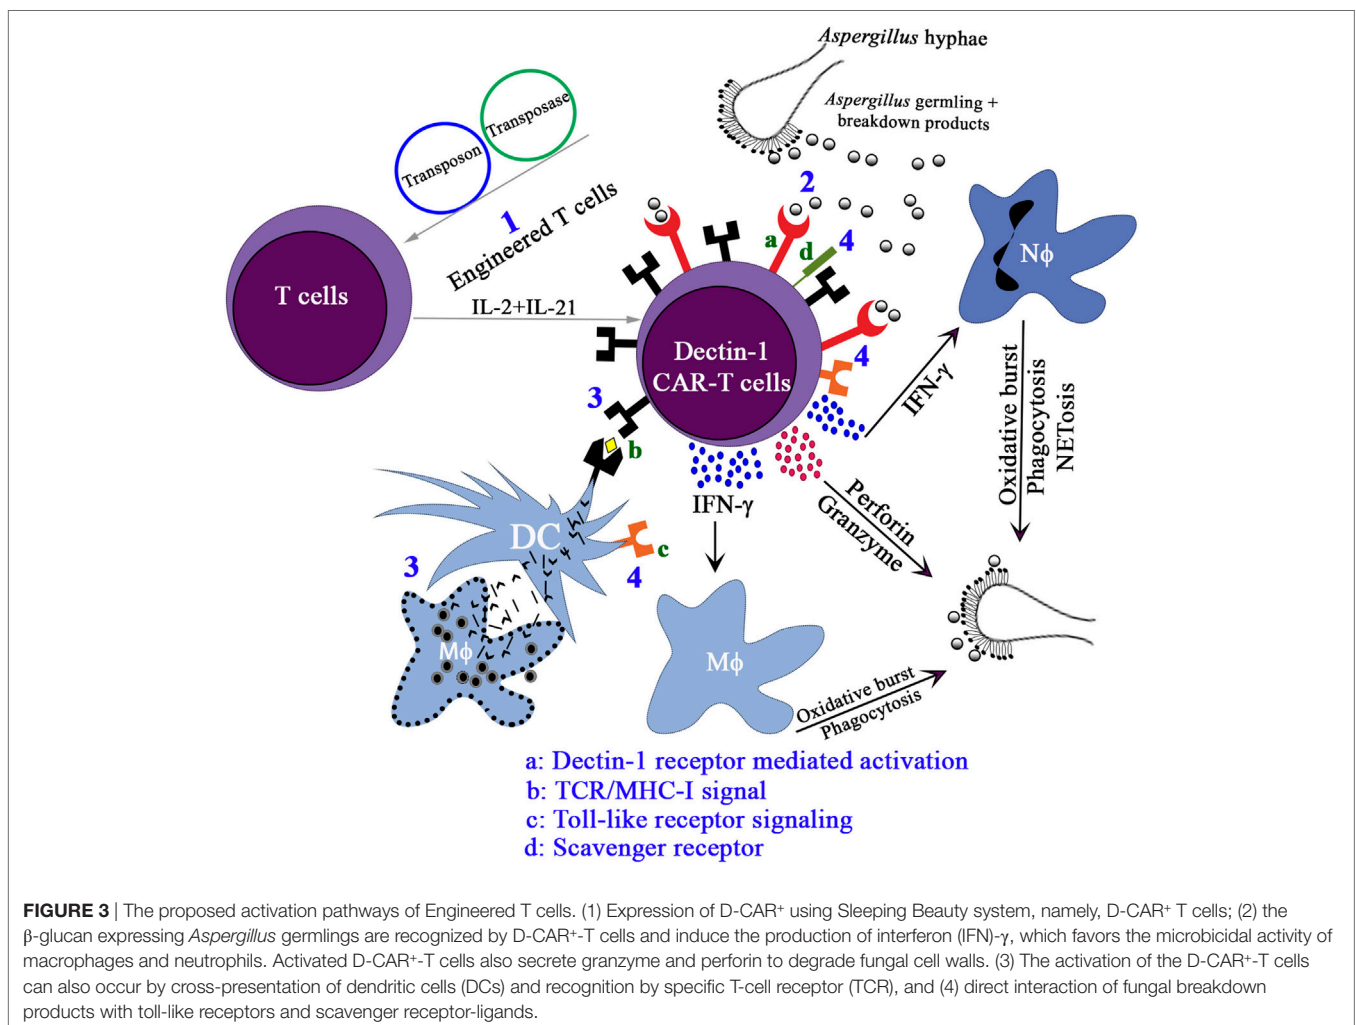 Aspergillus hyphae
Aspergillus germling +
breakdown products
Transposase
Transposon
1
Engineered T cells
2
a
d
4
Nϕ
T cells
IL-2+IL-21
Dectin-1
CAR-T cells
4
3
b
IFN-γ
Oxidative burst
Phagocytosis
NETosis
IFN-γ
Perforin
Granzyme
DC
c
4
3
Mϕ
Mϕ
Oxidative burst
Phagocytosis
a: Dectin-1 receptor mediated activation
b: TCR/MHC-I signal
c: Toll-like receptor signaling
d: Scavenger receptor
FIGURE 3 | The proposed activation pathways of Engineered T cells. (1) Expression of D-CAR⁺ using Sleeping Beauty system, namely, D-CAR⁺ T cells; (2) the
β-glucan expressing Aspergillus germlings are recognized by D-CAR⁺-T cells and induce the production of interferon (IFN)-γ, which favors the microbicidal activity of
macrophages and neutrophils. Activated D-CAR⁺-T cells also secrete granzyme and perforin to degrade fungal cell walls. (3) The activation of the D-CAR⁺-T cells
can also occur by cross-presentation of dendritic cells (DCs) and recognition by specific T-cell receptor (TCR), and (4) direct interaction of fungal breakdown
products with toll-like receptors and scavenger receptor-ligands.